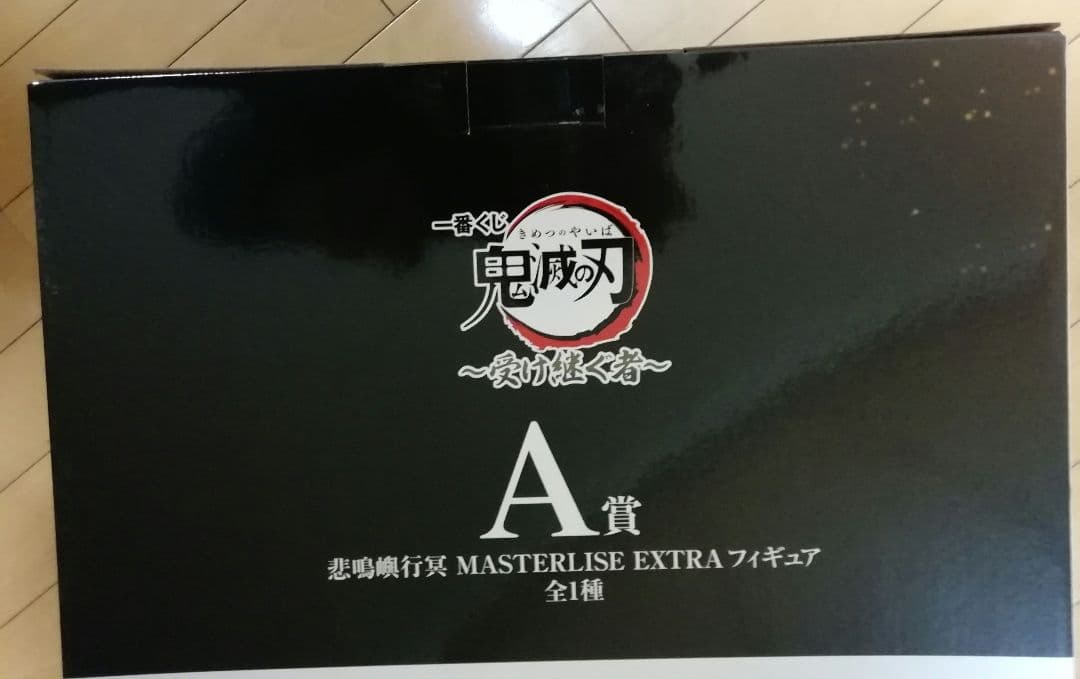 一番くじ
きめつのやいば
鬼滅の刃
～受け継ぐ者～
A賞
悲鳴嶼行冥 MASTERLISE EXTRA フィギュア
全1種